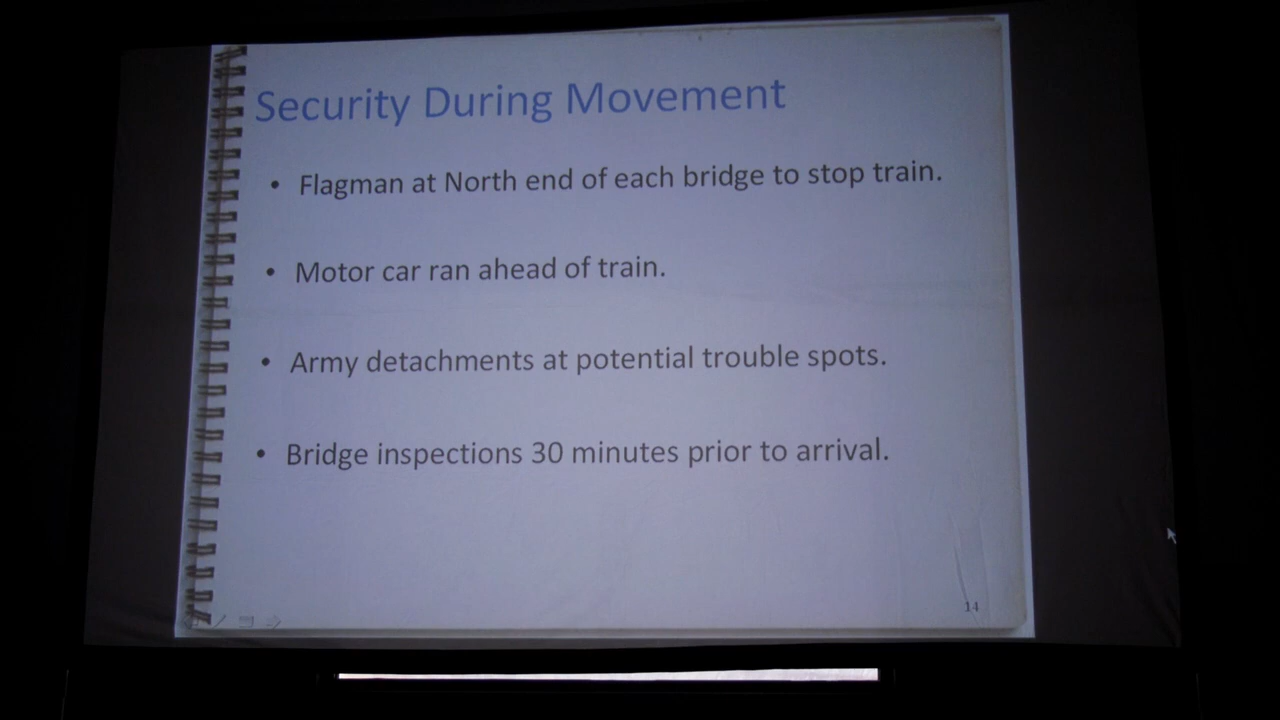 Security During Movement
• Flagman at North end of each bridge to stop train.
• Motor car ran ahead of train.
• Army detachments at potential trouble spots.
• Bridge inspections 30 minutes prior to arrival.
14